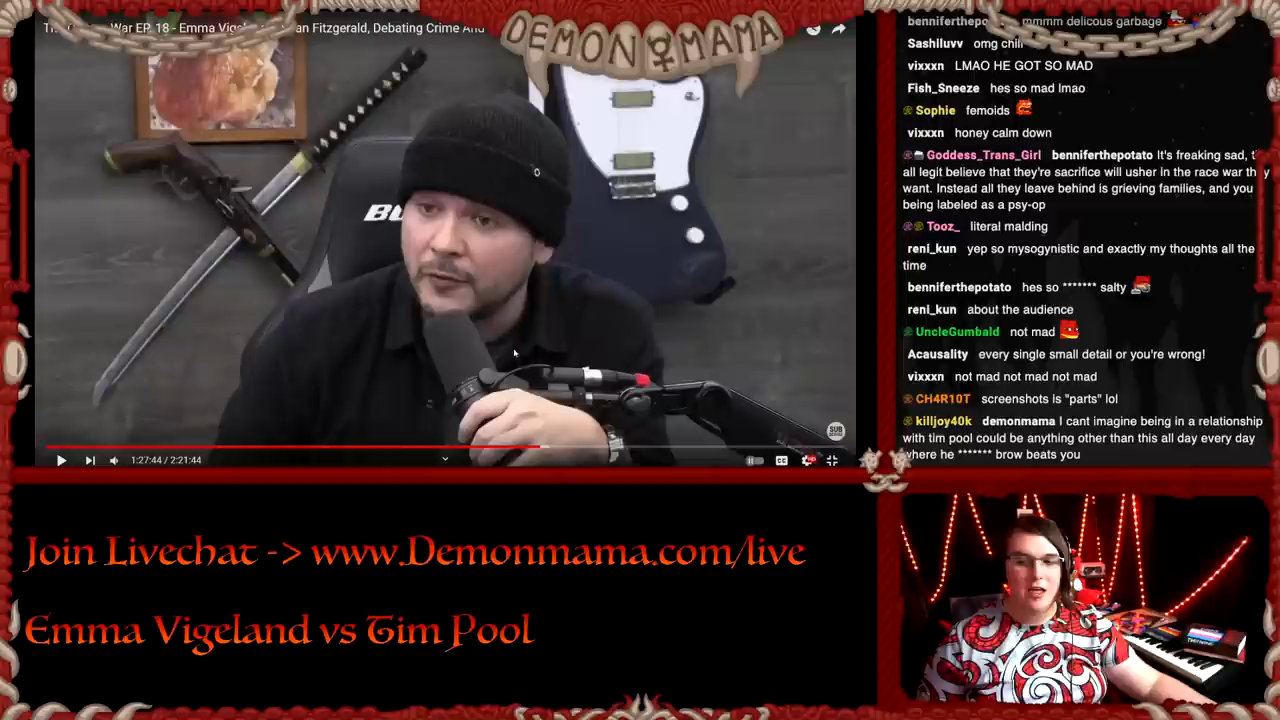 War EP. 18 - Emma
an Fitzgerald, Debating Crime And
DEMON MAMA
SUB
1:27:44 / 2:21:44
Join Livechat -> www.Demonmama.com/live
Emma Vigeland vs Tim Pool
mmmm delicous garbage
Sashiluvv omg chill
vixxxn LMAO HE GOT SO MAD
Fish_Sneeze hes so mad lmao
Sophie femoids
vixxxn honey calm down
Goddess_Trans_Girl benniferthepotato It's freaking sad,
all legit believe that they're sacrifice will usher in the race war
want. Instead all they leave behind is grieving families, and you
being labeled as a psy-op
Tooz_ literal malding
reni_kun yep so mysogynistic and exactly my thoughts all the
time
benniferthepotato hes so ******* salty
reni_kun about the audience
UncleGumbald not mad
Acausality every single small detail or you're wrong!
vixxxn not mad not mad not mad
CH4R10T screenshots is "parts" lol
killjoy40k demonmama I cant imagine being in a relationship
with tim pool could be anything other than this all day every day
where he ******* brow beats you